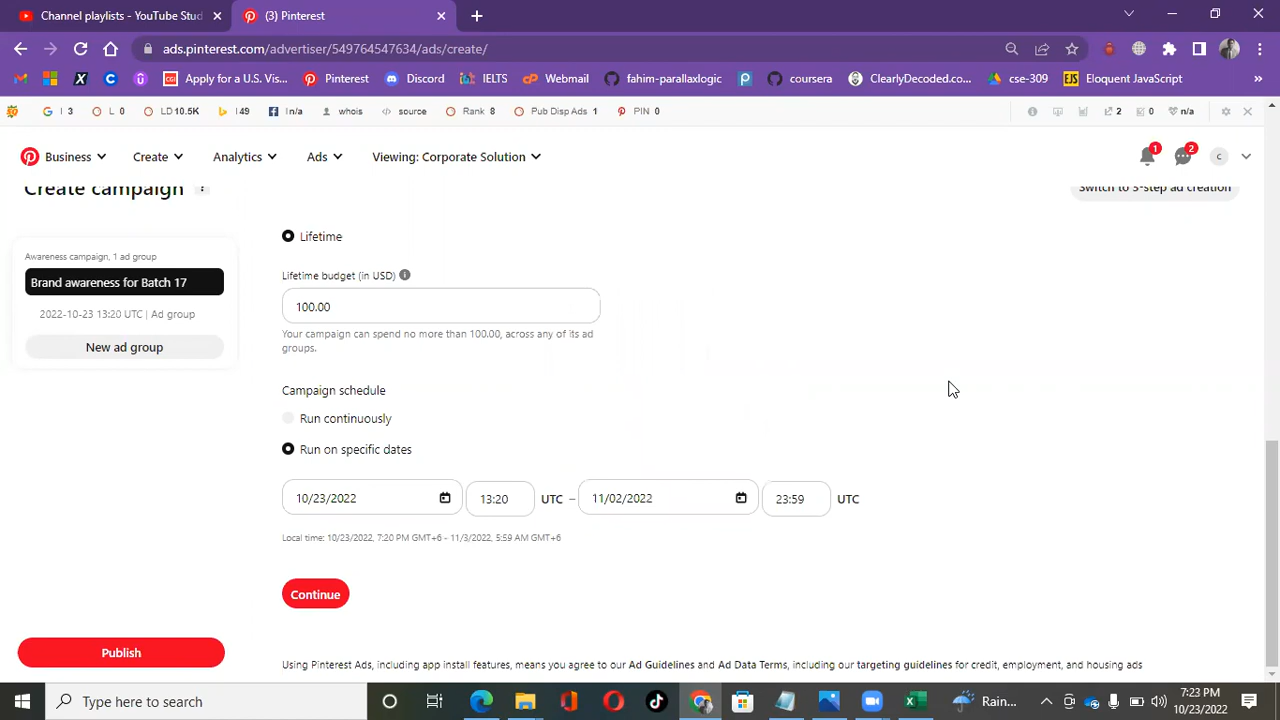 Channel playlists - YouTube Stud
(3) Pinterest
ads.pinterest.com/advertiser/549764547634/ads/create/
Apply for a U.S. Vis...
Pinterest
Discord
IELTS
Webmail
fahim-parallaxlogic
coursera
ClearlyDecoded.co...
cse-309
EJS
Eloquent JavaScript
I 3
L 0
LD 10.5K
I 49
I n/a
whois
source
Rank 8
Pub Disp Ads 1
PIN 0
2
0
n/a
Business
Create
Analytics
Ads
Viewing: Corporate Solution
1
2
C
Create campaign
Switch to 3-step ad creation
Awareness campaign, 1 ad group
Brand awareness for Batch 17
2022-10-23 13:20 UTC | Ad group
New ad group
Publish
Lifetime
Lifetime budget (in USD)
100.00
Your campaign can spend no more than 100.00, across any of its ad
groups.
Campaign schedule
Run continuously
Run on specific dates
10/23/2022 13:20 UTC – 11/02/2022 23:59 UTC
Local time: 10/23/2022, 7:20 PM GMT+6 - 11/3/2022, 5:59 AM GMT+6
Continue
Using Pinterest Ads, including app install features, means you agree to our Ad Guidelines and Ad Data Terms, including our targeting guidelines for credit, employment, and housing ads
Type here to search
Rain...
7:23 PM
10/23/2022